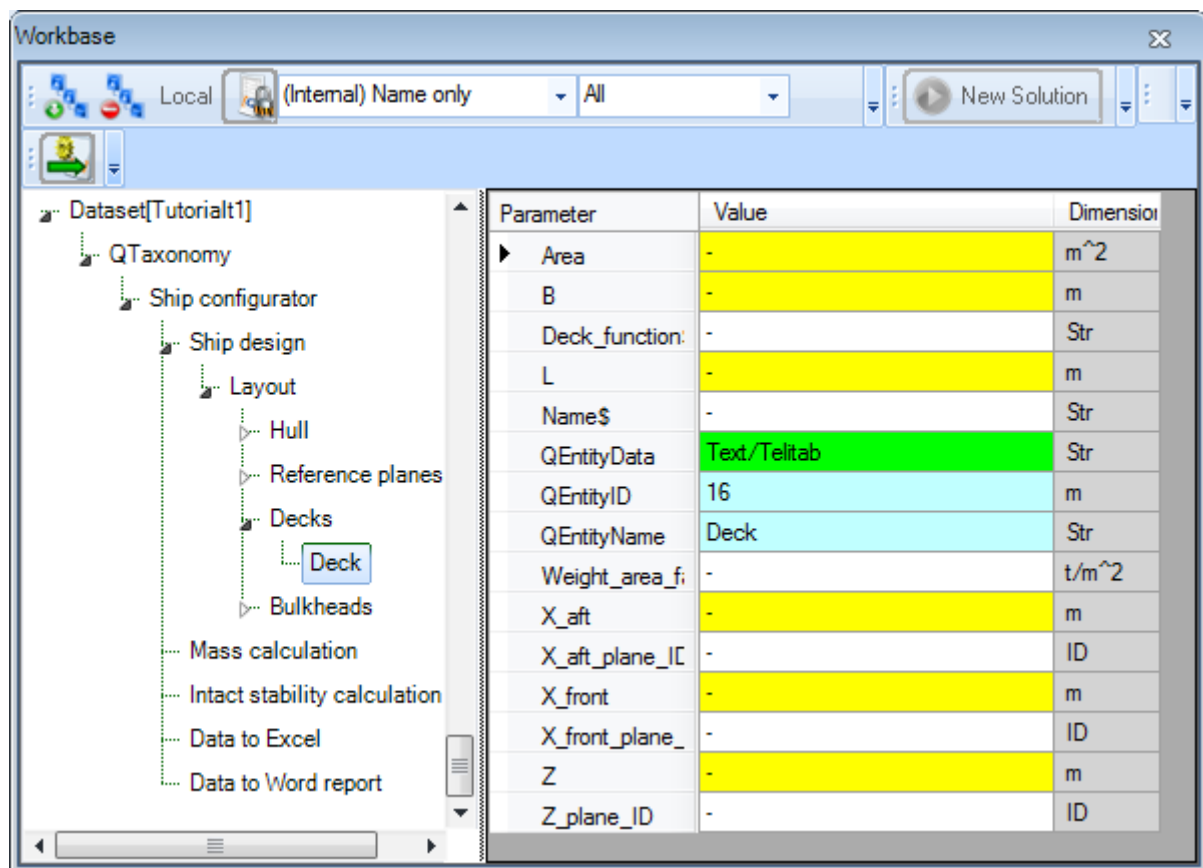 Workbase
Local (Internal) Name only All New Solution
Dataset[Tutorialt1]
QTaxonomy
Ship configurator
Ship design
Layout
Hull
Reference planes
Decks
Deck
Bulkheads
Mass calculation
Intact stability calculation
Data to Excel
Data to Word report
Parameter Value Dimension
Area - m^2
B - m
Deck_function - Str
L - m
Name$ - Str
QEntityData Text/Telitab Str
QEntityID 16 m
QEntityName Deck Str
Weight_area_fa - t/m^2
X_aft - m
X_aft_plane_ID - ID
X_front - m
X_front_plane_ - ID
Z - m
Z_plane_ID - ID